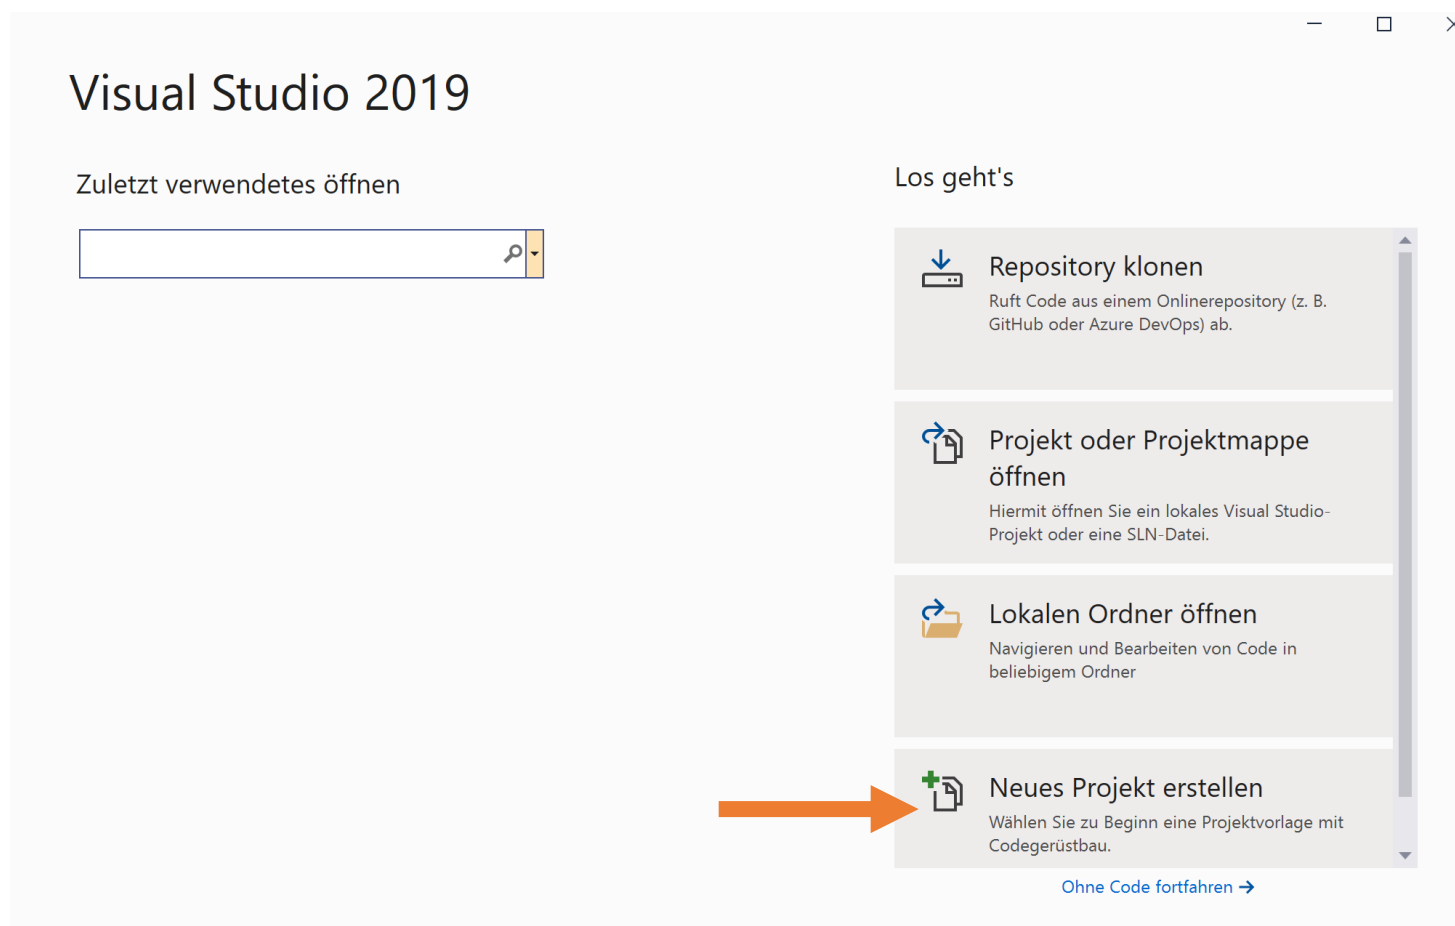 Visual Studio 2019
Zuletzt verwendetes öffnen
Los geht's
Repository klonen
Ruft Code aus einem Onlinerepository (z. B.
GitHub oder Azure DevOps) ab.
Projekt oder Projektmappe
öffnen
Hiermit öffnen Sie ein lokales Visual Studio-
Projekt oder eine SLN-Datei.
Lokalen Ordner öffnen
Navigieren und Bearbeiten von Code in
beliebigem Ordner
Neues Projekt erstellen
Wählen Sie zu Beginn eine Projektvorlage mit
Codegerüstbau.
Ohne Code fortfahren